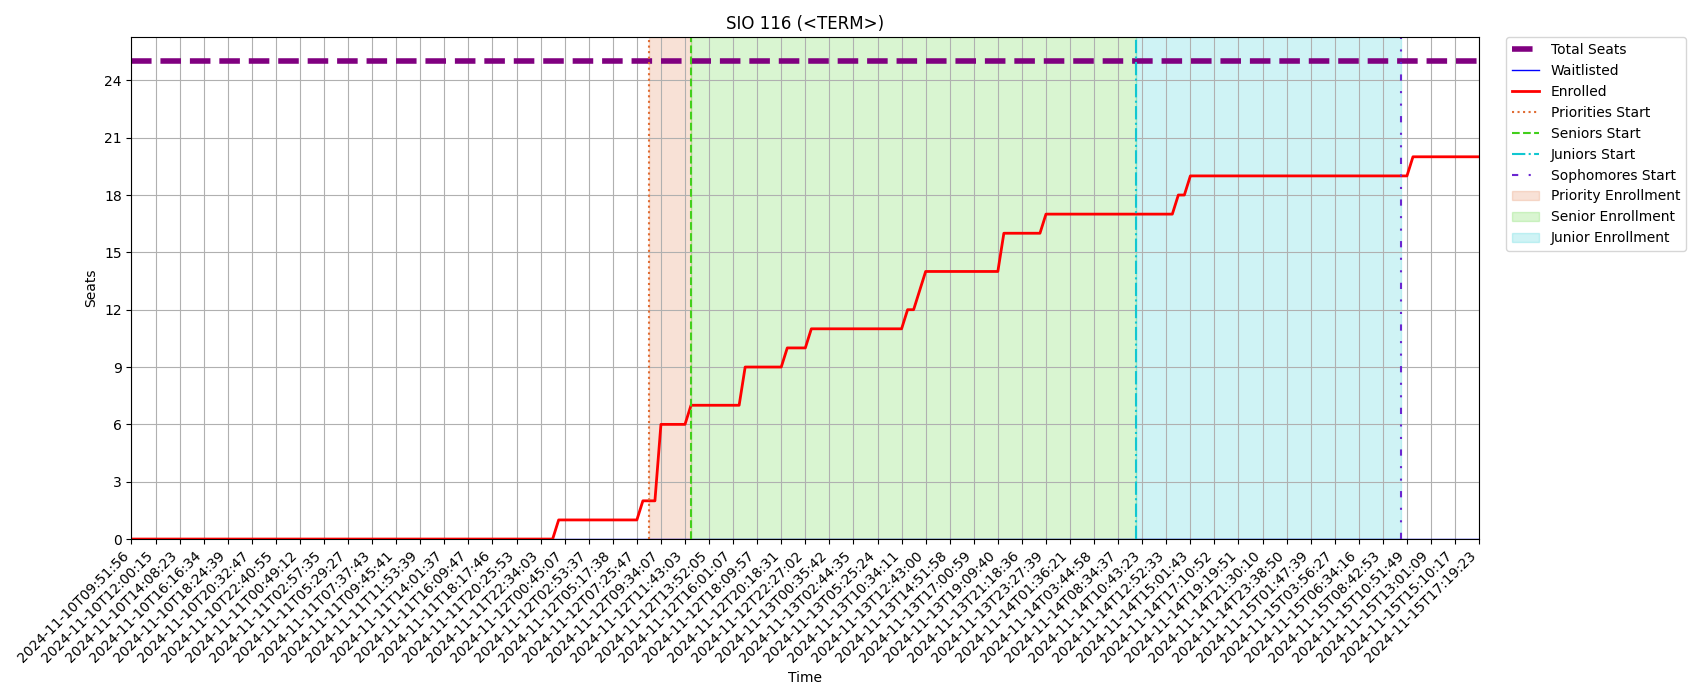 SIO 116 (<TERM>)
Total Seats
Waitlisted
Enrolled
Priorities Start
Seniors Start
Juniors Start
Sophomores Start
Priority Enrollment
Senior Enrollment
Junior Enrollment
Seats
24
21
18
15
12
9
6
3
0
2024-11-10T09:51:56
2024-11-10T12:00:15
2024-11-10T14:08:23
2024-11-10T16:16:34
2024-11-10T18:24:39
2024-11-10T20:32:47
2024-11-10T22:40:55
2024-11-11T00:49:12
2024-11-11T02:57:35
2024-11-11T05:29:27
2024-11-11T07:37:43
2024-11-11T09:45:41
2024-11-11T11:53:39
2024-11-11T14:01:37
2024-11-11T16:09:47
2024-11-11T18:17:46
2024-11-11T20:25:53
2024-11-11T22:34:03
2024-11-12T00:45:07
2024-11-12T02:53:37
2024-11-12T05:17:38
2024-11-12T07:25:47
2024-11-12T09:34:07
2024-11-12T11:43:03
2024-11-12T13:52:05
2024-11-12T16:01:07
2024-11-12T18:09:57
2024-11-12T20:18:31
2024-11-12T22:27:02
2024-11-13T00:35:42
2024-11-13T02:44:35
2024-11-13T05:25:24
2024-11-13T10:34:11
2024-11-13T12:43:00
2024-11-13T14:51:58
2024-11-13T17:00:59
2024-11-13T19:09:40
2024-11-13T21:18:36
2024-11-13T23:27:39
2024-11-14T01:36:21
2024-11-14T03:44:58
2024-11-14T08:34:37
2024-11-14T10:43:23
2024-11-14T12:52:33
2024-11-14T15:01:43
2024-11-14T17:10:52
2024-11-14T19:19:51
2024-11-14T21:30:10
2024-11-14T23:38:50
2024-11-15T01:47:39
2024-11-15T03:56:27
2024-11-15T06:34:16
2024-11-15T08:42:53
2024-11-15T10:51:49
2024-11-15T13:01:09
2024-11-15T15:10:17
2024-11-15T17:19:23
Time